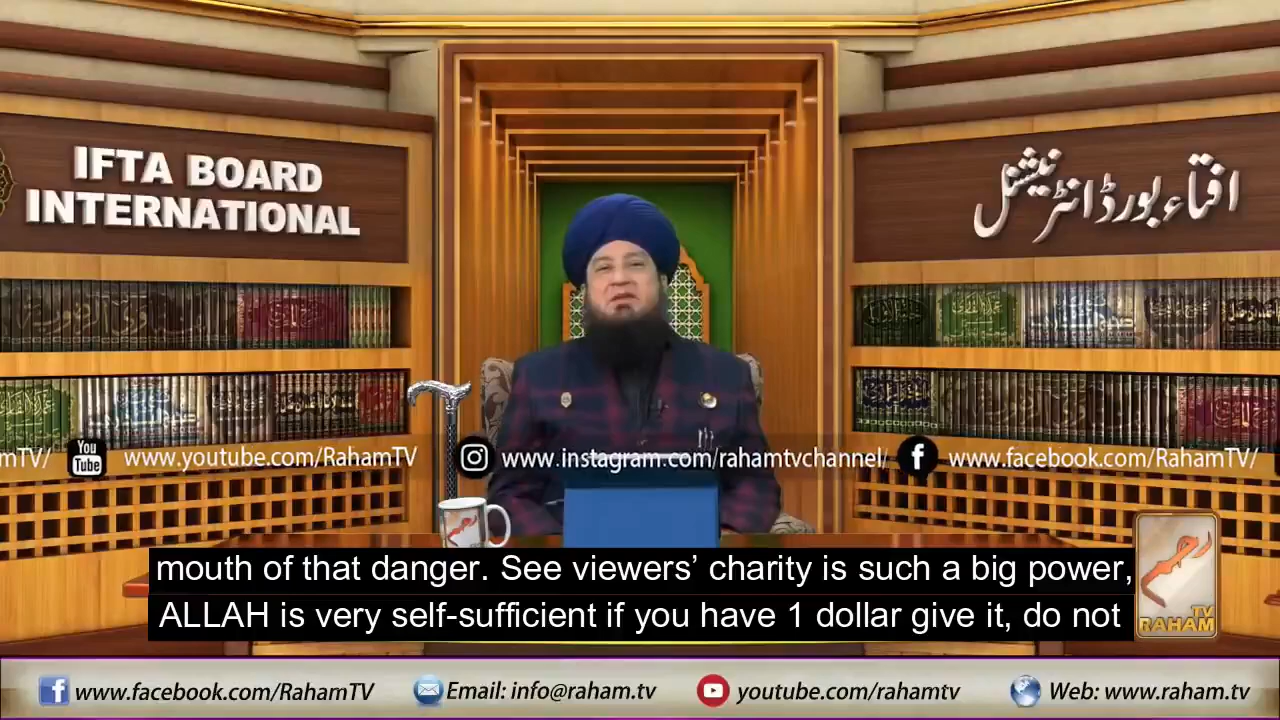 IFTA BOARD
INTERNATIONAL
افتاء بورڈ انٹرنیشنل
mTV/
You
Tube
www.youtube.com/RahamTV
www.instagram.com/rahamtvchannel/
www.facebook.com/RahamTV/
mouth of that danger. See viewers’ charity is such a big power,
ALLAH is very self-sufficient if you have 1 dollar give it, do not
TV
RAHAM
www.facebook.com/RahamTV
Email: info@raham.tv
youtube.com/rahamtv
Web: www.raham.tv